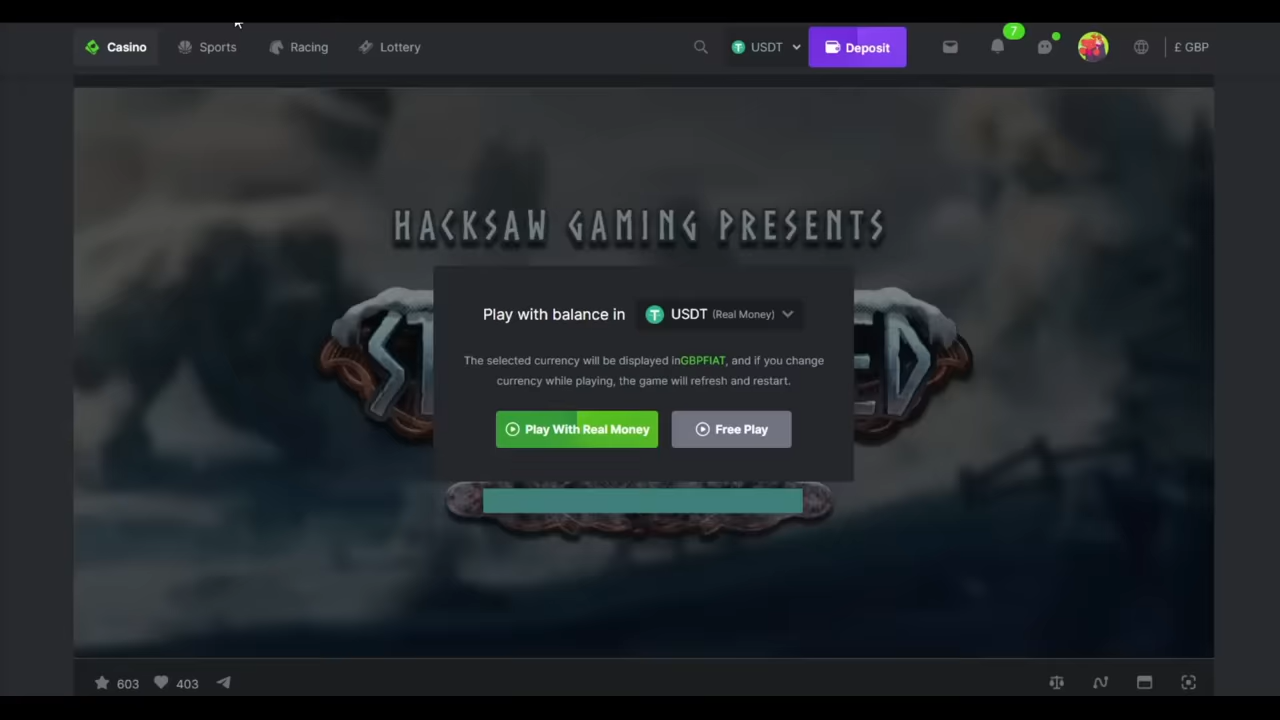 Casino Sports Racing Lottery USDT Deposit 7 £ GBP
HACKSAW GAMING PRESENTS
Play with balance in USDT (Real Money)
The selected currency will be displayed inGBPFIAT, and if you change
currency while playing, the game will refresh and restart.
Play With Real Money Free Play
603 403